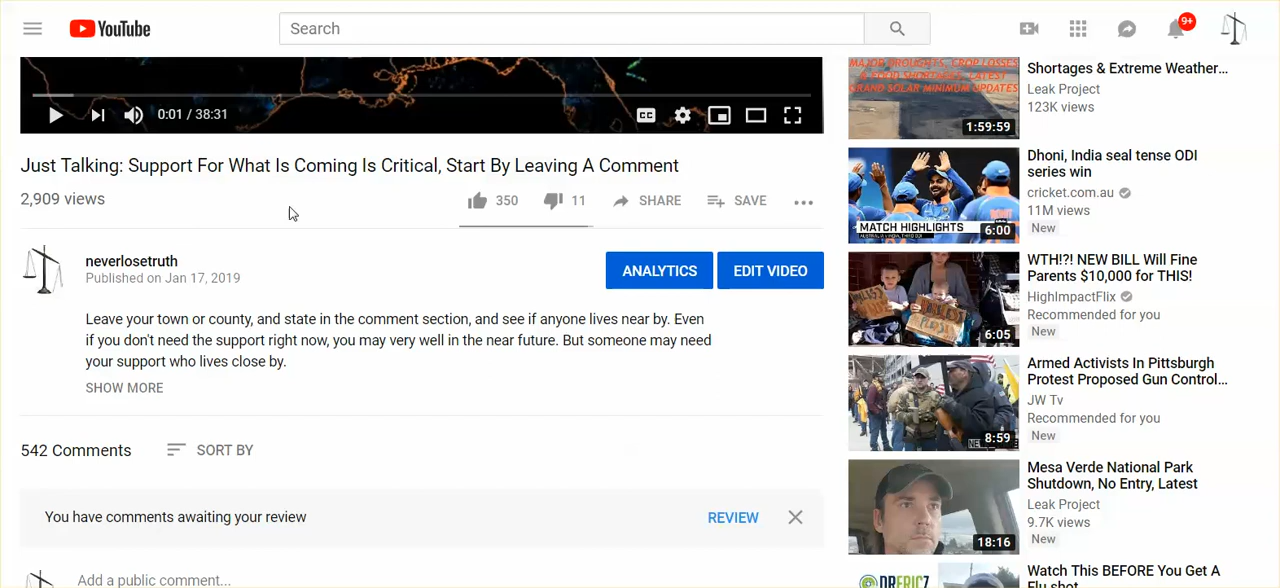 YouTube
Search
9+
0:01 / 38:31
CC
Just Talking: Support For What Is Coming Is Critical, Start By Leaving A Comment
2,909 views
350
11
SHARE
SAVE
neverlosetruth
Published on Jan 17, 2019
ANALYTICS
EDIT VIDEO
Leave your town or county, and state in the comment section, and see if anyone lives near by. Even
if you don't need the support right now, you may very well in the near future. But someone may need
your support who lives close by.
SHOW MORE
542 Comments
SORT BY
You have comments awaiting your review
REVIEW
Add a public comment...
MAJOR DROUGHTS, CROP LOSSES
& FOOD SHORTAGES, LATEST
GRAND SOLAR MINIMUM UPDATES
1:59:59
Shortages & Extreme Weather...
Leak Project
123K views
MATCH HIGHLIGHTS
6:00
Dhoni, India seal tense ODI
series win
cricket.com.au
11M views
New
6:05
WTH!?! NEW BILL Will Fine
Parents $10,000 for THIS!
HighImpactFlix
Recommended for you
New
8:59
Armed Activists In Pittsburgh
Protest Proposed Gun Control...
JW Tv
Recommended for you
New
18:16
Mesa Verde National Park
Shutdown, No Entry, Latest
Leak Project
9.7K views
New
Watch This BEFORE You Get A
Flu shot